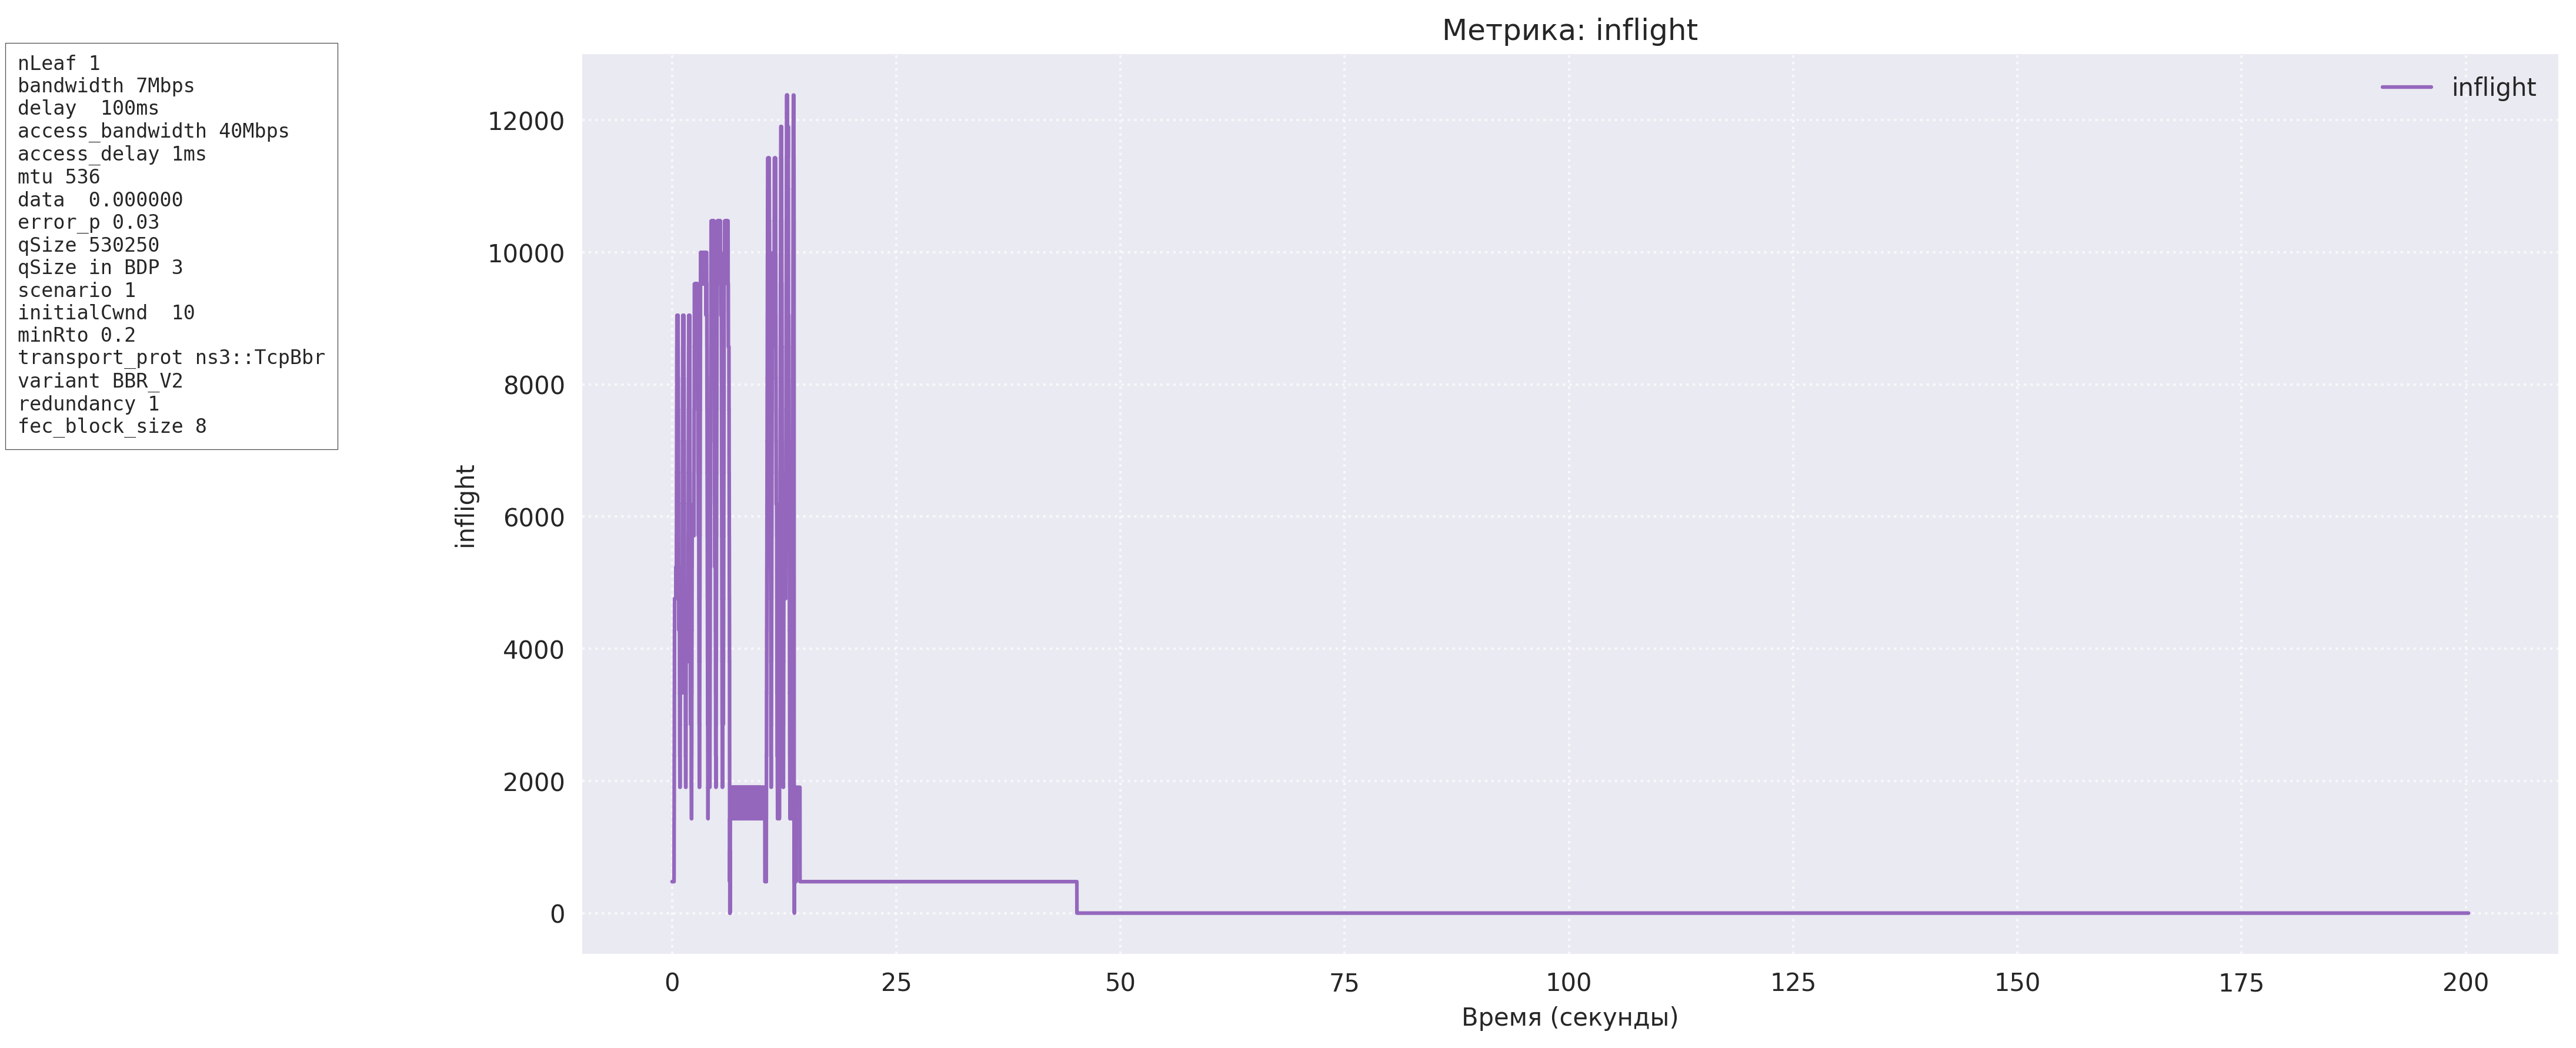 Метрика: inflight
nLeaf 1
bandwidth 7Mbps
delay  100ms
access_bandwidth 40Mbps
access_delay 1ms
mtu 536
data  0.000000
error_p 0.03
qSize 530250
qSize in BDP 3
scenario 1
initialCwnd  10
minRto 0.2
transport_prot ns3::TcpBbr
variant BBR_V2
redundancy 1
fec_block_size 8
inflight
inflight
12000
10000
8000
6000
4000
2000
0
0 25 50 75 100 125 150 175 200
Время (секунды)